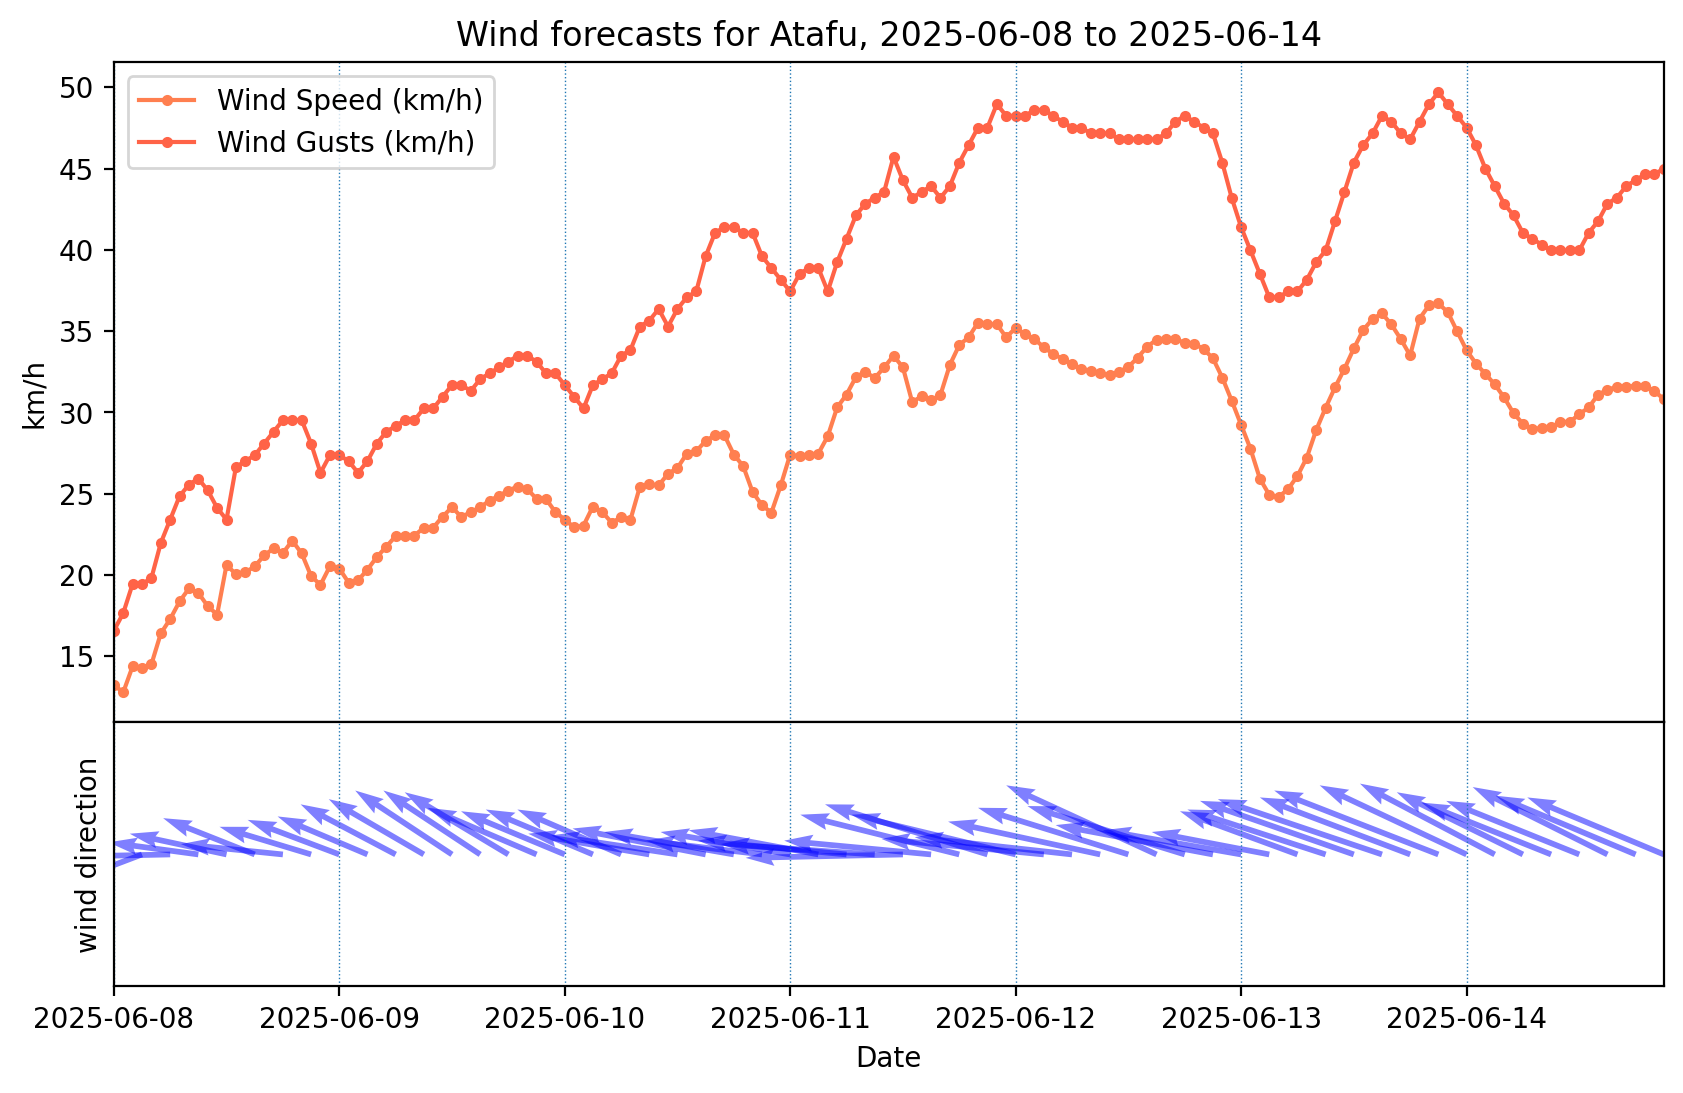 Wind forecasts for Atafu, 2025-06-08 to 2025-06-14
Wind Speed (km/h)
Wind Gusts (km/h)
50
45
40
35
30
25
20
15
km/h
wind direction
2025-06-08
2025-06-09
2025-06-10
2025-06-11
2025-06-12
2025-06-13
2025-06-14
Date